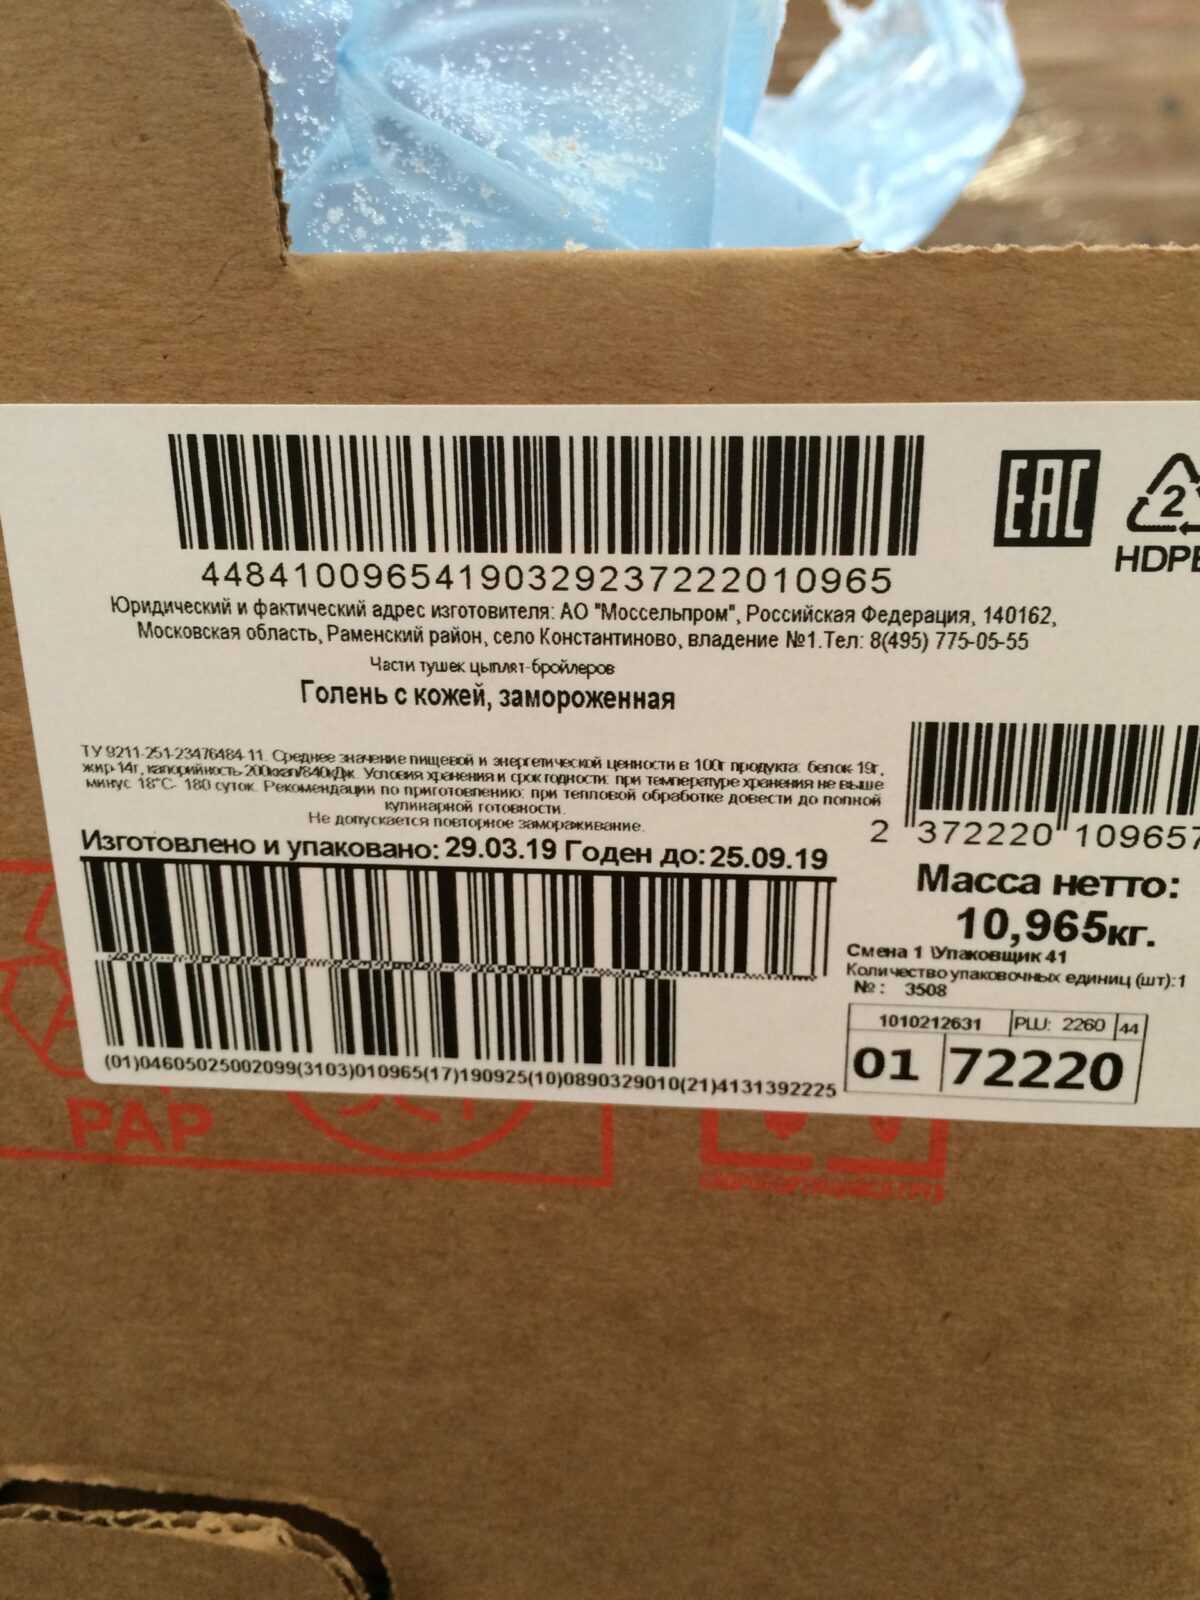 EAC
2
HDPE
44841009654190329237222010965
Юридический и фактический адрес изготовителя: АО "Моссельпром", Российская Федерация, 140162,
Московская область, Раменский район, село Константиново, владение №1.Тел: 8(495) 775-05-55
Части тушек цыплят-бройлеров
Голень с кожей, замороженная
ТУ 9211-251-23476484-11. Среднее значение пищевой и энергетической ценности в 100г продукта: белок-19г,
жир-14г, калорийность-200ккал/840кДж. Условия хранения и срок годности: при температуре хранения не выше
минус 18°С- 180 суток. Рекомендации по приготовлению: при тепловой обработке довести до полной
кулинарной готовности.
Не допускается повторное замораживание.
Изготовлено и упаковано: 29.03.19 Годен до: 25.09.19
2 372220 109657
Масса нетто:
10,965кг.
Смена 1 \Упаковщик 41
Количество упаковочных единиц (шт):1
№: 3508
1010212631 PLU: 2260 44
01 72220
(01)04605025002099(3103)010965(17)190925(10)0890329010(21)4131392225
PAP